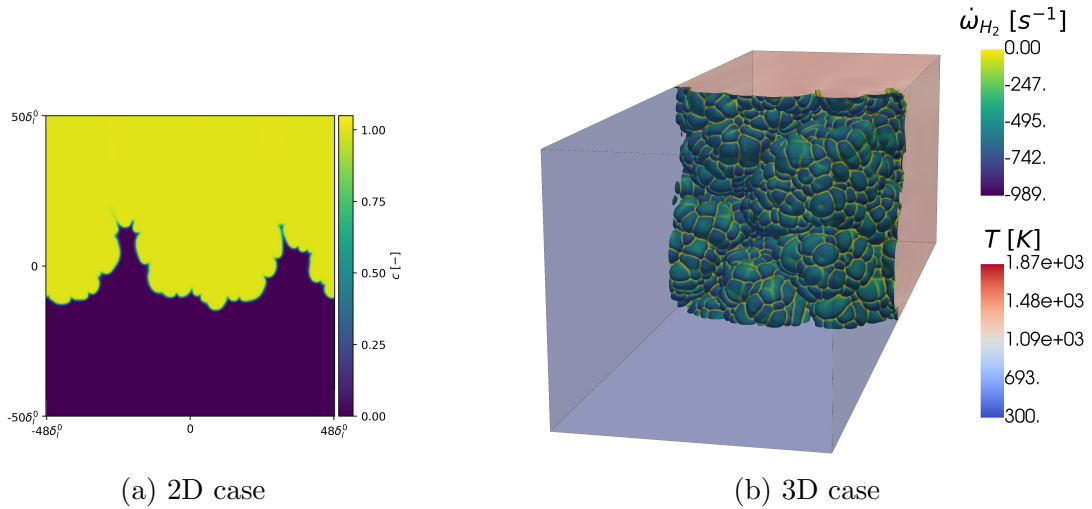 50δ_l^0
0
-50δ_l^0
-48δ_l^0
0
48δ_l^0
1.00
0.75
0.50
0.25
0.00
c [−]
(a) 2D case
ω̇_{H_2} [s^{-1}]
0.00
-247.
-495.
-742.
-989.
T [K]
1.87e+03
1.48e+03
1.09e+03
693.
300.
(b) 3D case